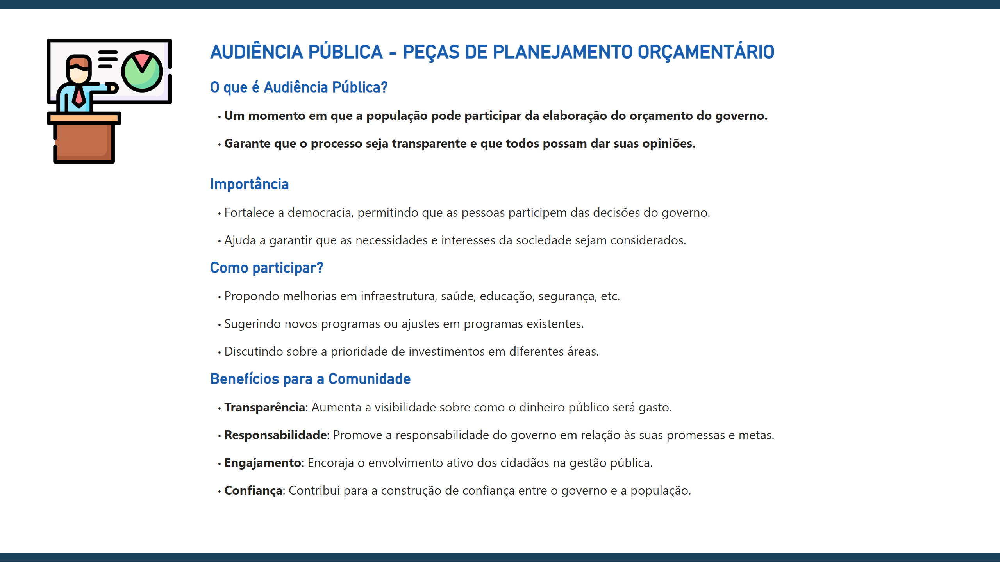 AUDIÊNCIA PÚBLICA - PEÇAS DE PLANEJAMENTO ORÇAMENTÁRIO
O que é Audiência Pública?
• Um momento em que a população pode participar da elaboração do orçamento do governo.
• Garante que o processo seja transparente e que todos possam dar suas opiniões.
Importância
• Fortalece a democracia, permitindo que as pessoas participem das decisões do governo.
• Ajuda a garantir que as necessidades e interesses da sociedade sejam considerados.
Como participar?
• Propondo melhorias em infraestrutura, saúde, educação, segurança, etc.
• Sugerindo novos programas ou ajustes em programas existentes.
• Discutindo sobre a prioridade de investimentos em diferentes áreas.
Benefícios para a Comunidade
• Transparência: Aumenta a visibilidade sobre como o dinheiro público será gasto.
• Responsabilidade: Promove a responsabilidade do governo em relação às suas promessas e metas.
• Engajamento: Encoraja o envolvimento ativo dos cidadãos na gestão pública.
• Confiança: Contribui para a construção de confiança entre o governo e a população.